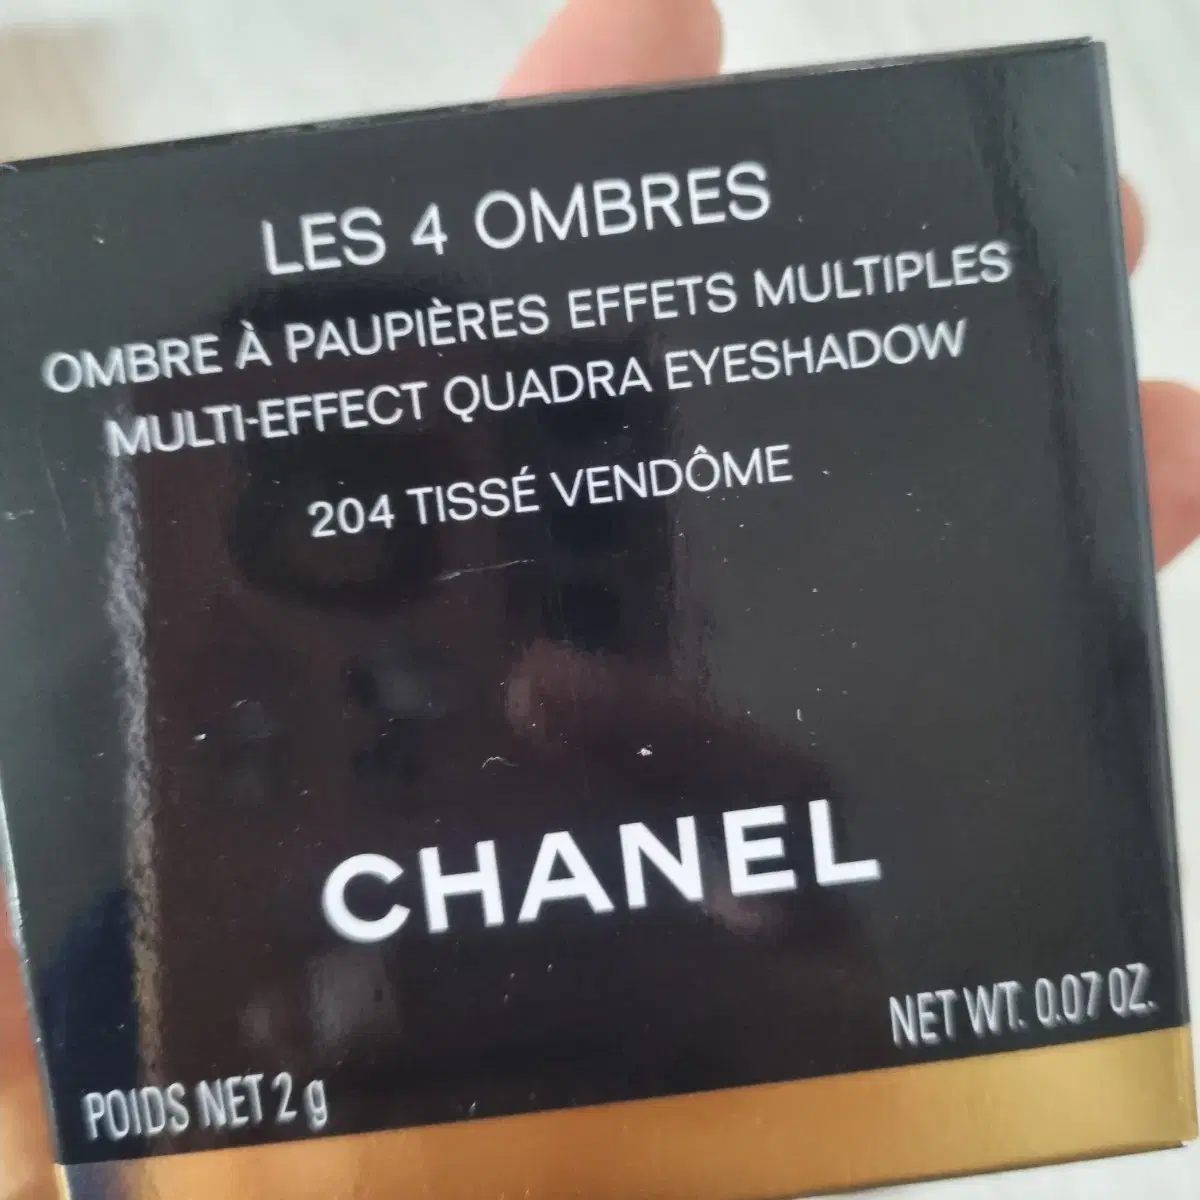 LES 4 OMBRES
OMBRE À PAUPIÈRES EFFETS MULTIPLES
MULTI-EFFECT QUADRA EYESHADOW
204 TISSÉ VENDÔME
CHANEL
NET WT. 0.07 OZ.
POIDS NET 2 g